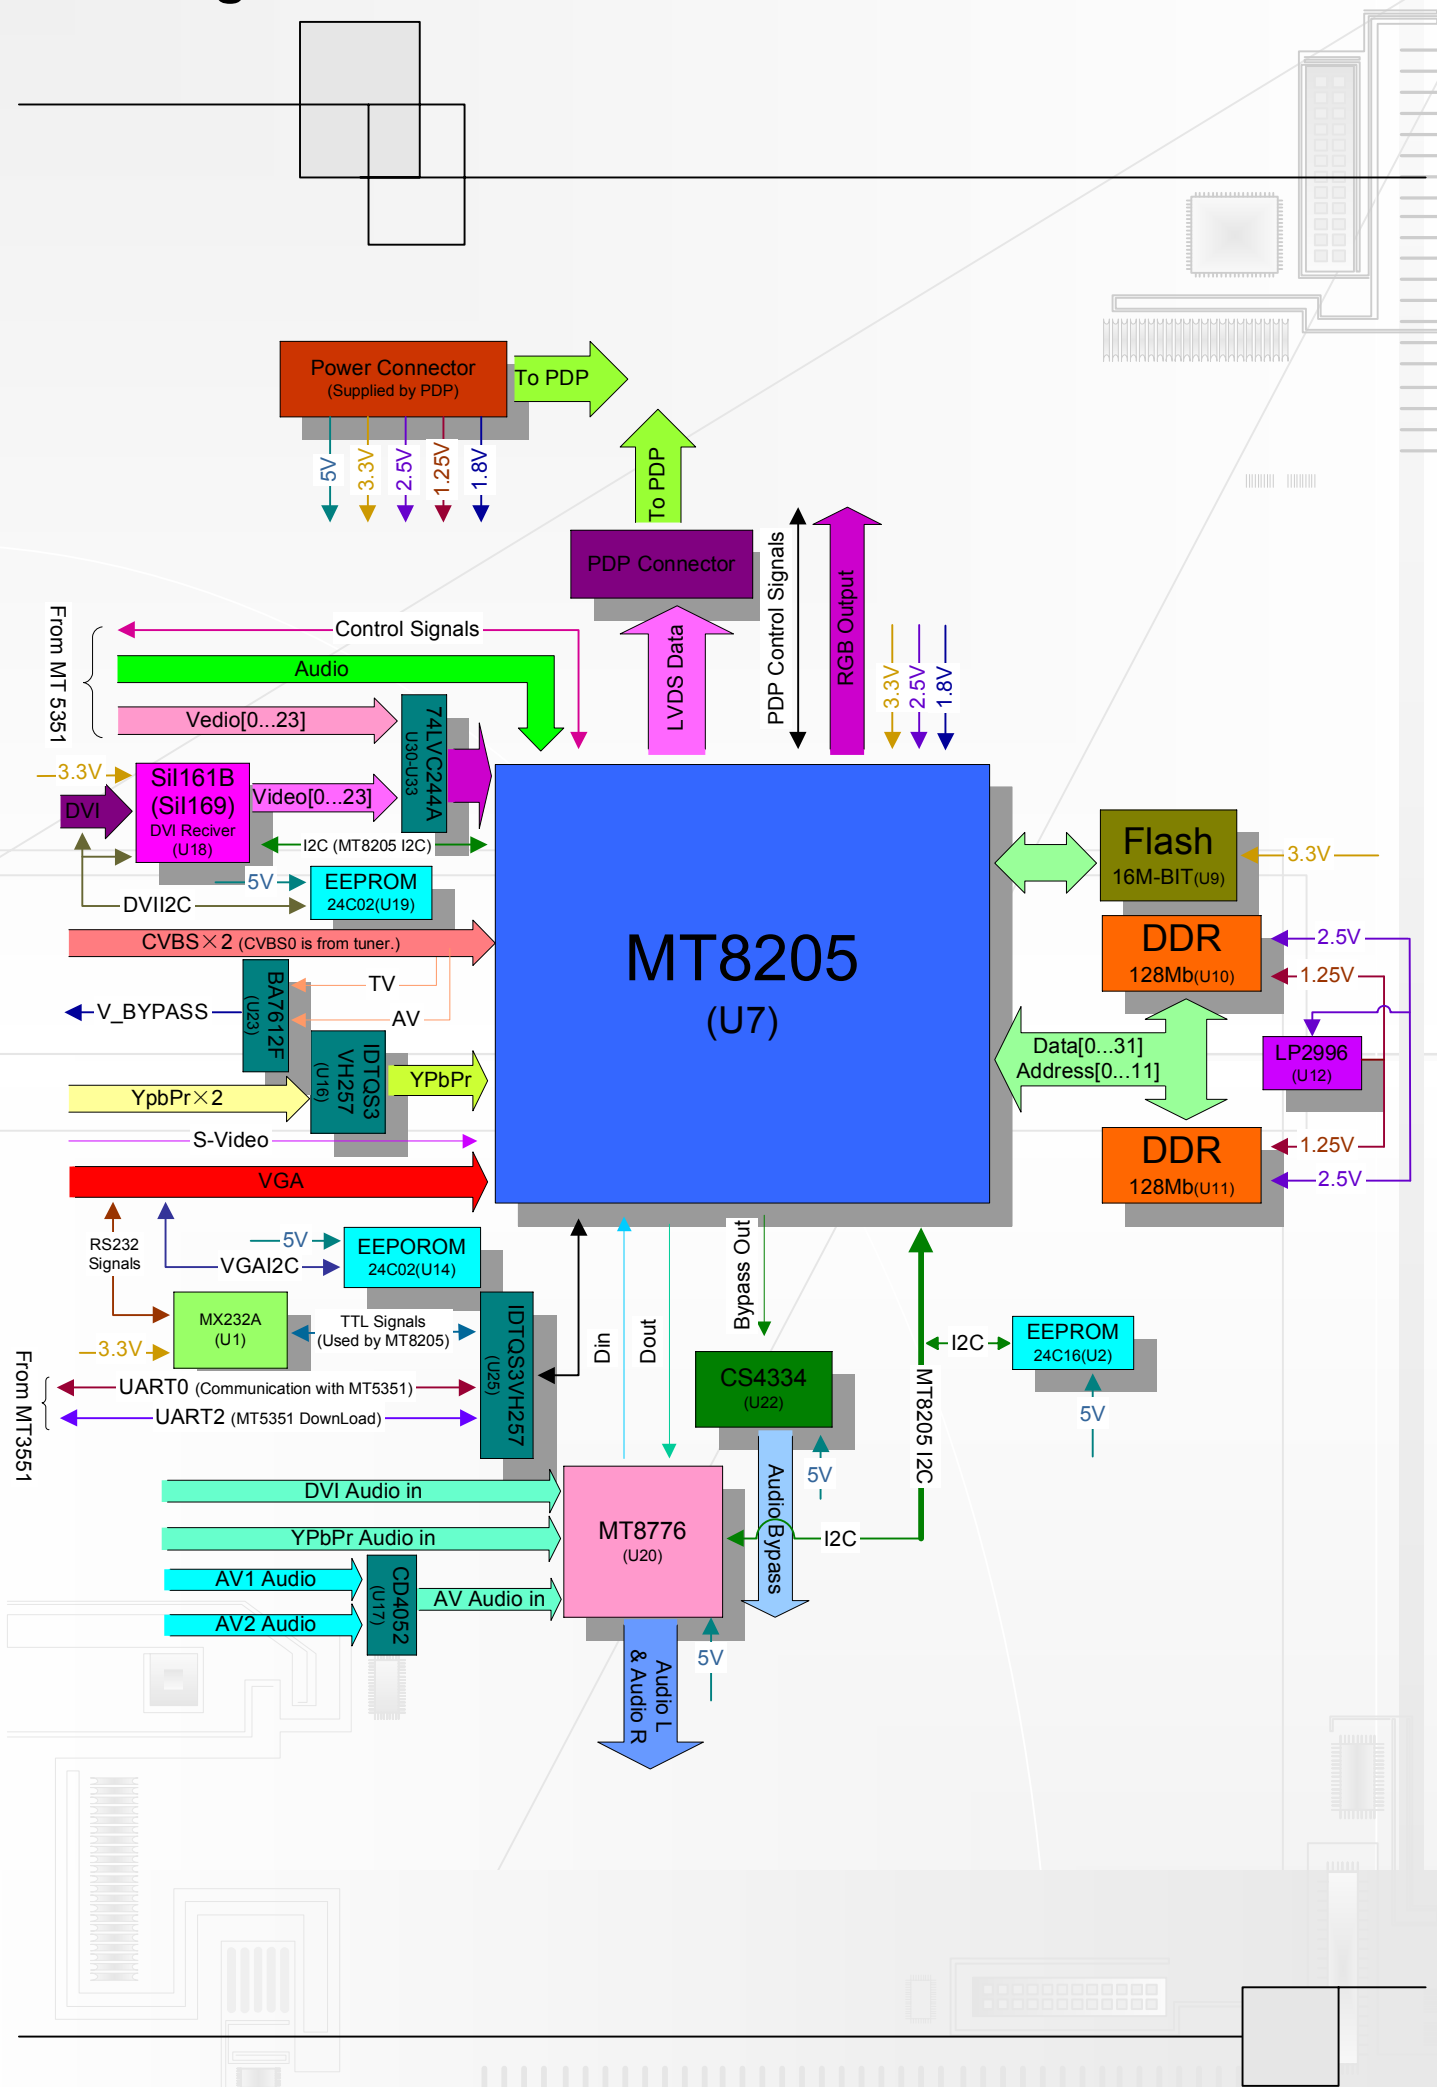 Power Connector
(Supplied by PDP)
To PDP
5V
3.3V
2.5V
1.25V
1.8V
To PDP
PDP Connector
LVDS Data
PDP Control Signals
RGB Output
3.3V
2.5V
1.8V
From MT 5351
Control Signals
Audio
Vedio[0...23]
74LVC244A
U30-U33
3.3V
DVI
SiI161B
(SiI169)
DVI Reciver
(U18)
Video[0...23]
I2C (MT8205 I2C)
5V
EEPROM
24C02(U19)
DVII2C
CVBS×2 (CVBS0 is from tuner.)
TV
AV
BA7612F
(U23)
V_BYPASS
IDTQS3
VH257
(U16)
YPbPr
YpbPr×2
S-Video
VGA
MT8205
(U7)
Flash
16M-BIT(U9)
3.3V
DDR
128Mb(U10)
2.5V
1.25V
Data[0...31]
Address[0...11]
LP2996
(U12)
DDR
128Mb(U11)
1.25V
2.5V
RS232
Signals
5V
VGAI2C
EEPOROM
24C02(U14)
MX232A
(U1)
3.3V
TTL Signals
(Used by MT8205)
IDTQS3VH257
(U25)
From MT3551
UART0 (Communication with MT5351)
UART2 (MT5351 DownLoad)
Din
Dout
Bypass Out
CS4334
(U22)
5V
Audio Bypass
MT8205 I2C
I2C
EEPROM
24C16(U2)
5V
DVI Audio in
YPbPr Audio in
AV1 Audio
AV2 Audio
CD4052
(U17)
AV Audio in
MT8776
(U20)
I2C
5V
Audio L
& Audio R